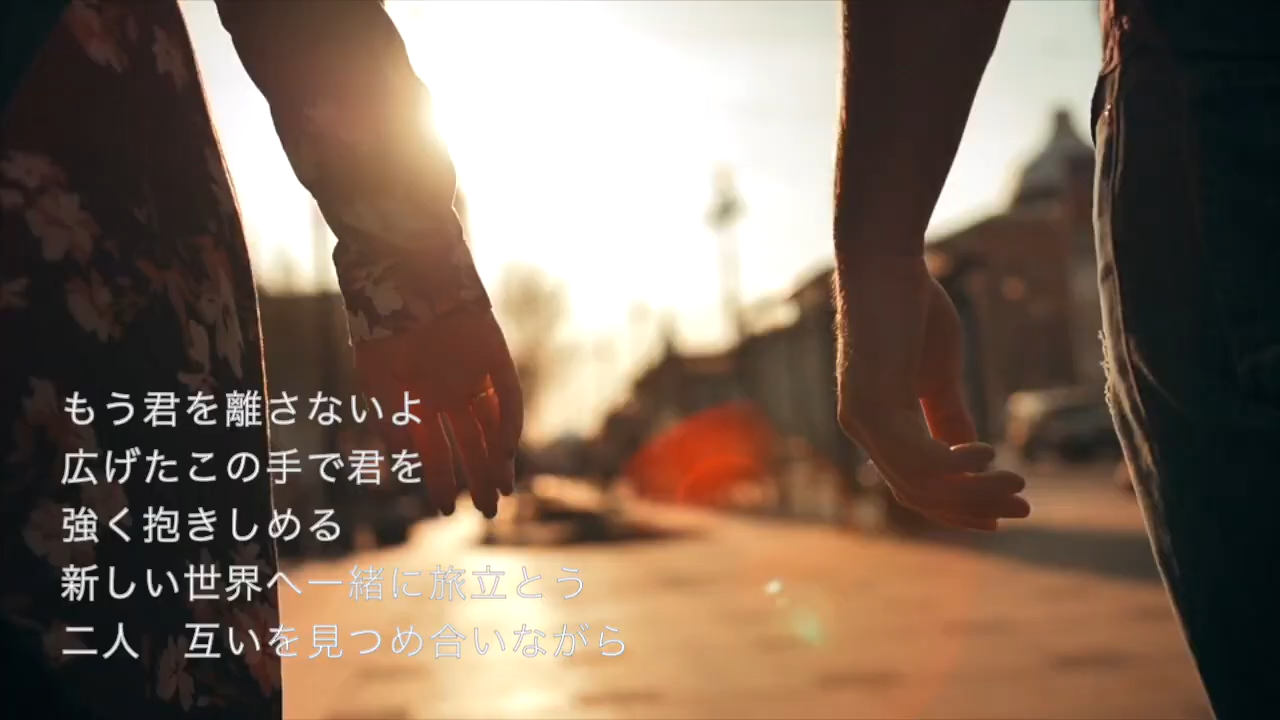 もう君を離さないよ
広げたこの手で君を
強く抱きしめる
新しい世界へ一緒に旅立とう
二人　互いを見つめ合いながら